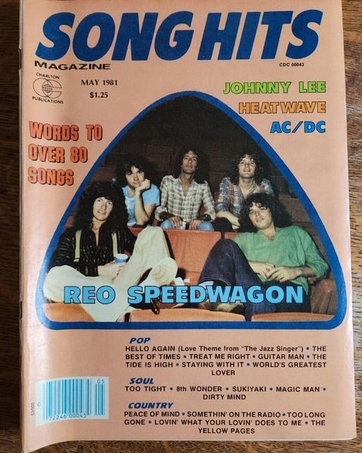 SONG HITS
MAGAZINE
CDC 00043
CHARLTON
PUBLICATIONS
MAY 1981
$1.25
JOHNNY LEE
HEATWAVE
AC/DC
WORDS TO
OVER 80
SONGS
REO SPEEDWAGON
POP
HELLO AGAIN (Love Theme from "The Jazz Singer") • THE
BEST OF TIMES • TREAT ME RIGHT • GUITAR MAN • THE
TIDE IS HIGH • STAYING WITH IT • WORLD'S GREATEST
LOVER
SOUL
TOO TIGHT • 8th WONDER • SUKIYAKI • MAGIC MAN •
DIRTY MIND
COUNTRY
PEACE OF MIND • SOMETHIN' ON THE RADIO • TOO LONG
GONE • LOVIN' WHAT YOUR LOVIN' DOES TO ME • THE
YELLOW PAGES
05